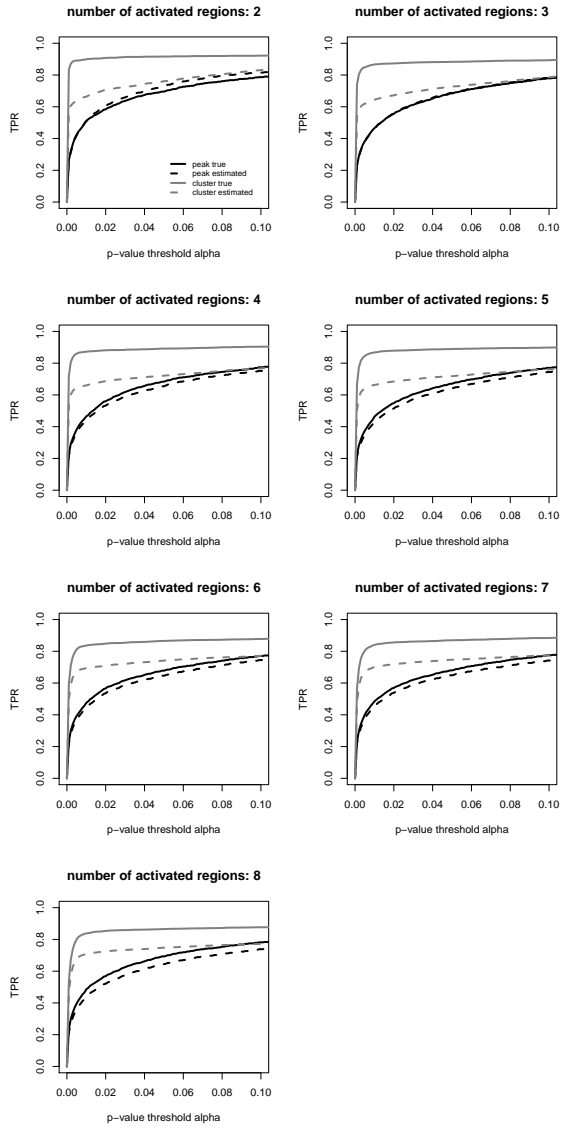 number of activated regions: 2
TPR
0.0 0.2 0.4 0.6 0.8 1.0
peak true
peak estimated
cluster true
cluster estimated
0.00 0.02 0.04 0.06 0.08 0.10
p−value threshold alpha
number of activated regions: 3
TPR
0.0 0.2 0.4 0.6 0.8 1.0
0.00 0.02 0.04 0.06 0.08 0.10
p−value threshold alpha
number of activated regions: 4
TPR
0.0 0.2 0.4 0.6 0.8 1.0
0.00 0.02 0.04 0.06 0.08 0.10
p−value threshold alpha
number of activated regions: 5
TPR
0.0 0.2 0.4 0.6 0.8 1.0
0.00 0.02 0.04 0.06 0.08 0.10
p−value threshold alpha
number of activated regions: 6
TPR
0.0 0.2 0.4 0.6 0.8 1.0
0.00 0.02 0.04 0.06 0.08 0.10
p−value threshold alpha
number of activated regions: 7
TPR
0.0 0.2 0.4 0.6 0.8 1.0
0.00 0.02 0.04 0.06 0.08 0.10
p−value threshold alpha
number of activated regions: 8
TPR
0.0 0.2 0.4 0.6 0.8 1.0
0.00 0.02 0.04 0.06 0.08 0.10
p−value threshold alpha